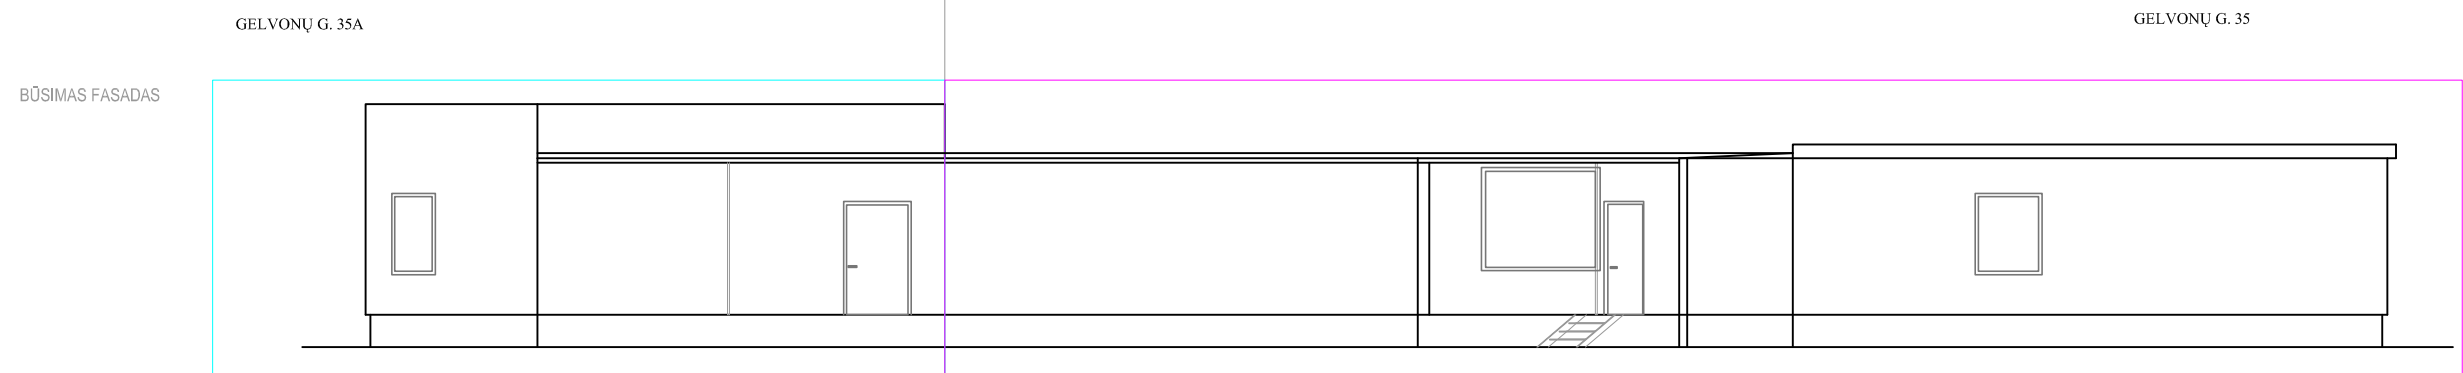 GELVONŲ G. 35A
GELVONŲ G. 35
BŪSIMAS FASADAS